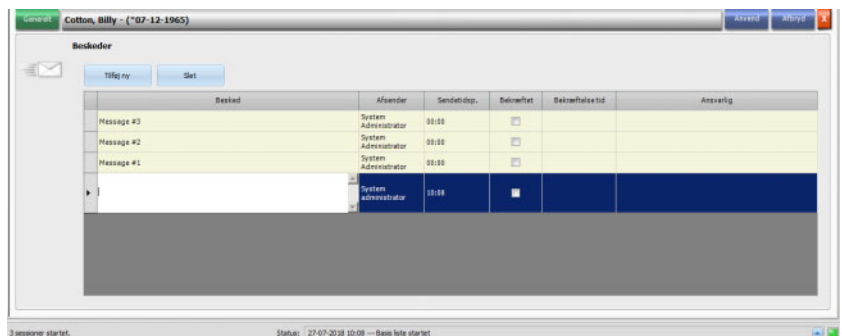 Generelt Cotton, Billy - (*07-12-1965) Anvend Afbryd X
Beskeder
Tilføj ny Slet
Besked Afsender Sendetidsp. Bekræftet Bekræftelse tid Ansvarlig
Message #3 System Administrator 00:00
Message #2 System Administrator 00:00
Message #1 System Administrator 00:00
System administrator 10:08
3 sessioner startet. Status: 27-07-2018 10:08 --- Basis liste startet